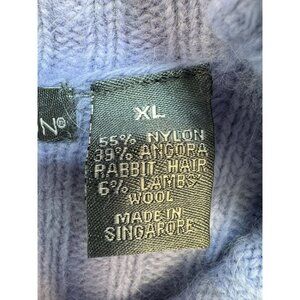 N®
XL
55% NYLON
39% ANGORA
RABBIT HAIR
6% LAMBS'
WOOL
MADE IN
SINGAPORE